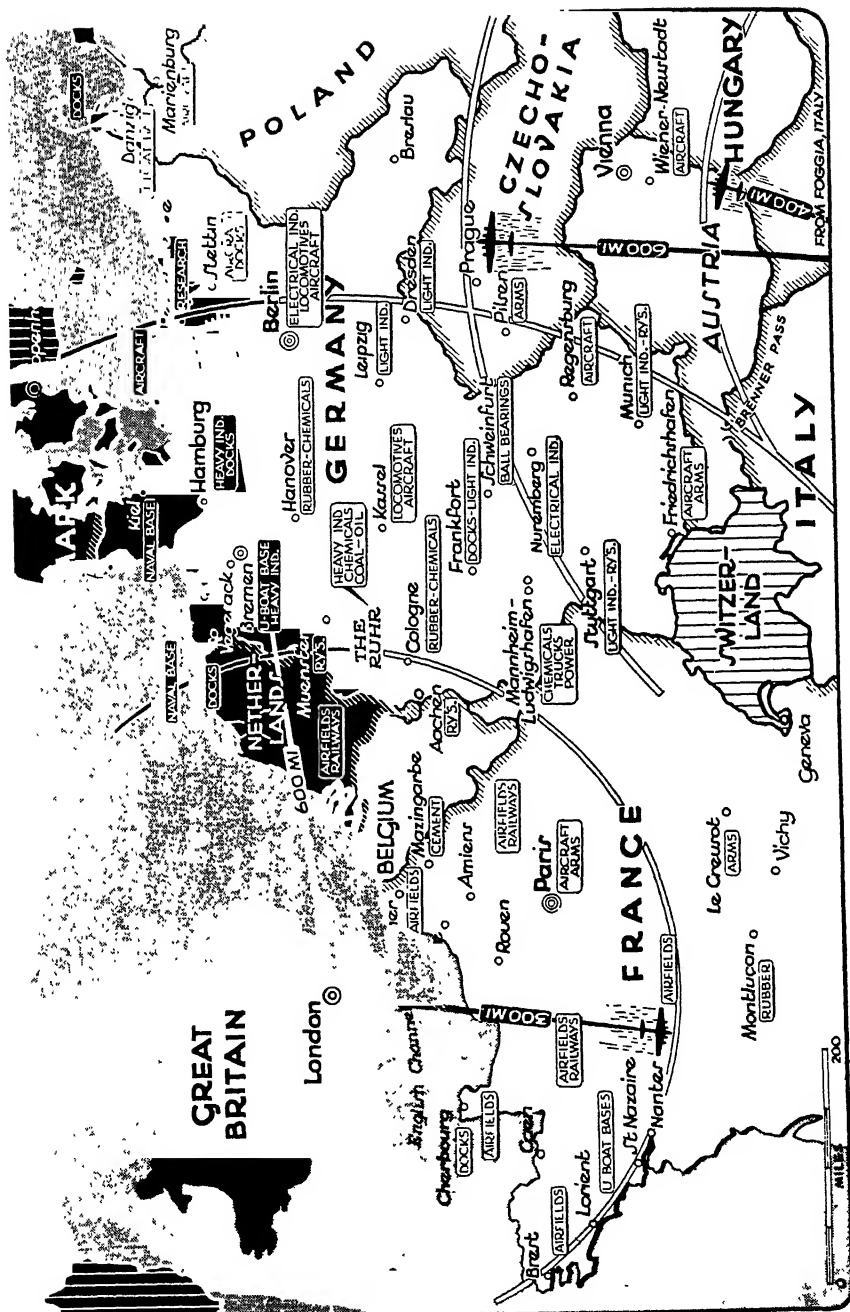 GREAT
BRITAIN
London
English Channel
Cherbourg
DOCKS
AIRFIELDS
Caen
Brest
AIRFIELDS
Lorient
U BOAT BASES
St Nazaire
Nantes
AIRFIELDS
RAILWAYS
300 MI
AIRFIELDS
FRANCE
Rouen
Amiens
Paris
AIRCRAFT
ARMS
AIRFIELDS
RAILWAYS
AIRFIELDS
BELGIUM
Mazingarbe
CEMENT
Montluçon
RUBBER
Vichy
Le Creusot
ARMS
Geneva
SWITZER-
LAND
NETHER-
LANDS
600 MI
AIRFIELDS
RAILWAYS
Muenster
RY'S.
NAVAL BASE
DOCKS
Bremen
U-BOAT BASE
HEAVY IND.
Kiel
NAVAL BASE
ARK
Hamburg
HEAVY IND.
DOCKS
AIRCRAFT
RESEARCH
Stettin
DOCKS
Danzig
DOCKS
Marienburg
POLAND
Breslau
Berlin
ELECTRICAL IND.
LOCOMOTIVES
AIRCRAFT
GERMANY
Hanover
RUBBER-CHEMICALS
HEAVY IND.
CHEMICALS
COAL-OIL
THE
RUHR
Kassel
LOCOMOTIVES
AIRCRAFT
Leipzig
LIGHT IND.
Dresden
LIGHT IND.
Cologne
RUBBER-CHEMICALS
Aachen
RY'S.
Frankfort
DOCKS-LIGHT IND.
Schweinfurt
BALL BEARINGS
Mannheim-
Ludwigshafen
CHEMICALS
TRUCKS
POWER
Nuremberg
ELECTRICAL IND.
Stuttgart
LIGHT IND.-RY'S.
Regensburg
AIRCRAFT
Munich
LIGHT IND.-RY'S.
Friedrichshafen
AIRCRAFT
ARMS
Prague
Pilsen
ARMS
CZECHO-
SLOVAKIA
600 MI
Vienna
Wiener-Neustadt
AIRCRAFT
AUSTRIA
HUNGARY
BRENNER PASS
ITALY
400 MI
FROM FOGGIA, ITALY
0
MILES
200